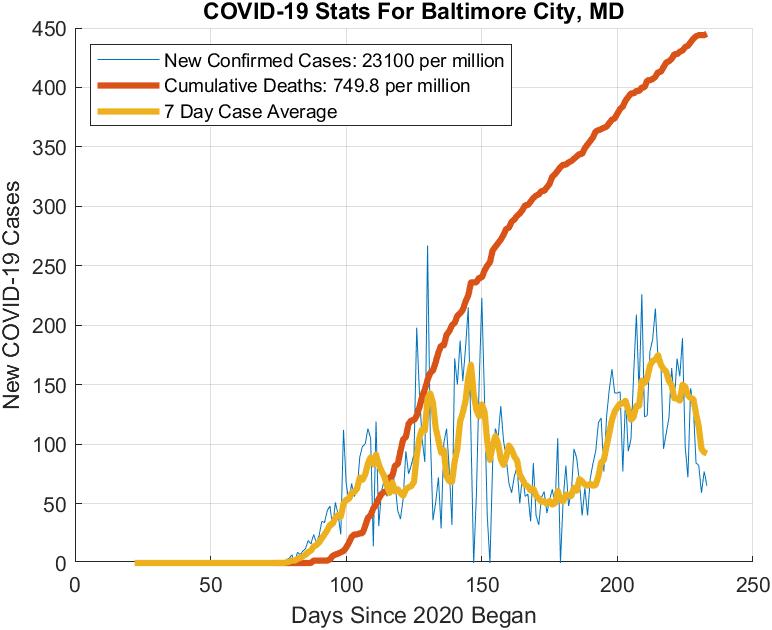 COVID-19 Stats For Baltimore City, MD
450
400
350
300
250
200
150
100
50
0
New COVID-19 Cases
New Confirmed Cases: 23100 per million
Cumulative Deaths: 749.8 per million
7 Day Case Average
0 50 100 150 200 250
Days Since 2020 Began